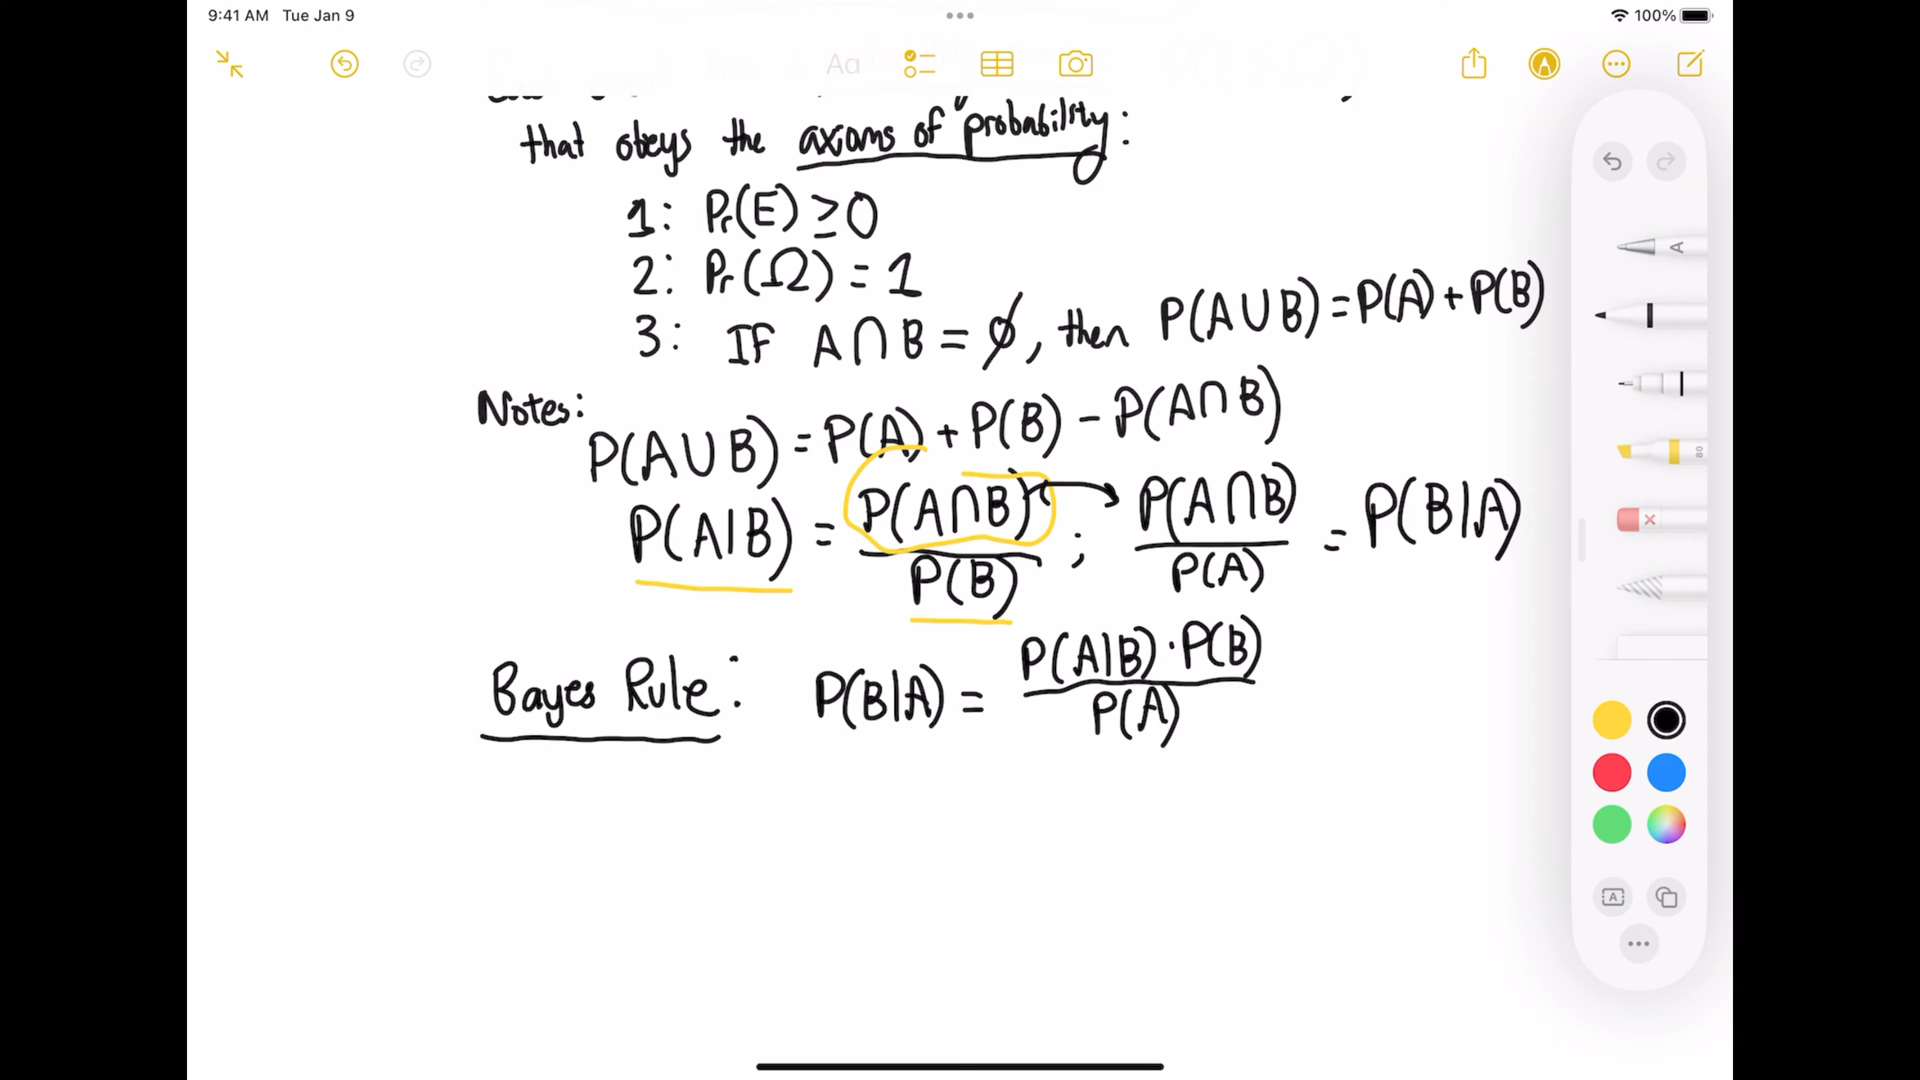 9:41 AM Tue Jan 9
100%
Aa
that obeys the axioms of "probability:
1: Pr(E) ≥ 0
2: Pr(Ω) = 1
3: IF A∩B = ∅, then P(A∪B) = P(A) + P(B)
Notes:
P(A∪B) = P(A) + P(B) - P(A∩B)
P(A|B) = P(A∩B) / P(B) ; P(A∩B) / P(A) = P(B|A)
Bayes Rule: P(B|A) = P(A|B) · P(B) / P(A)
A
80
A